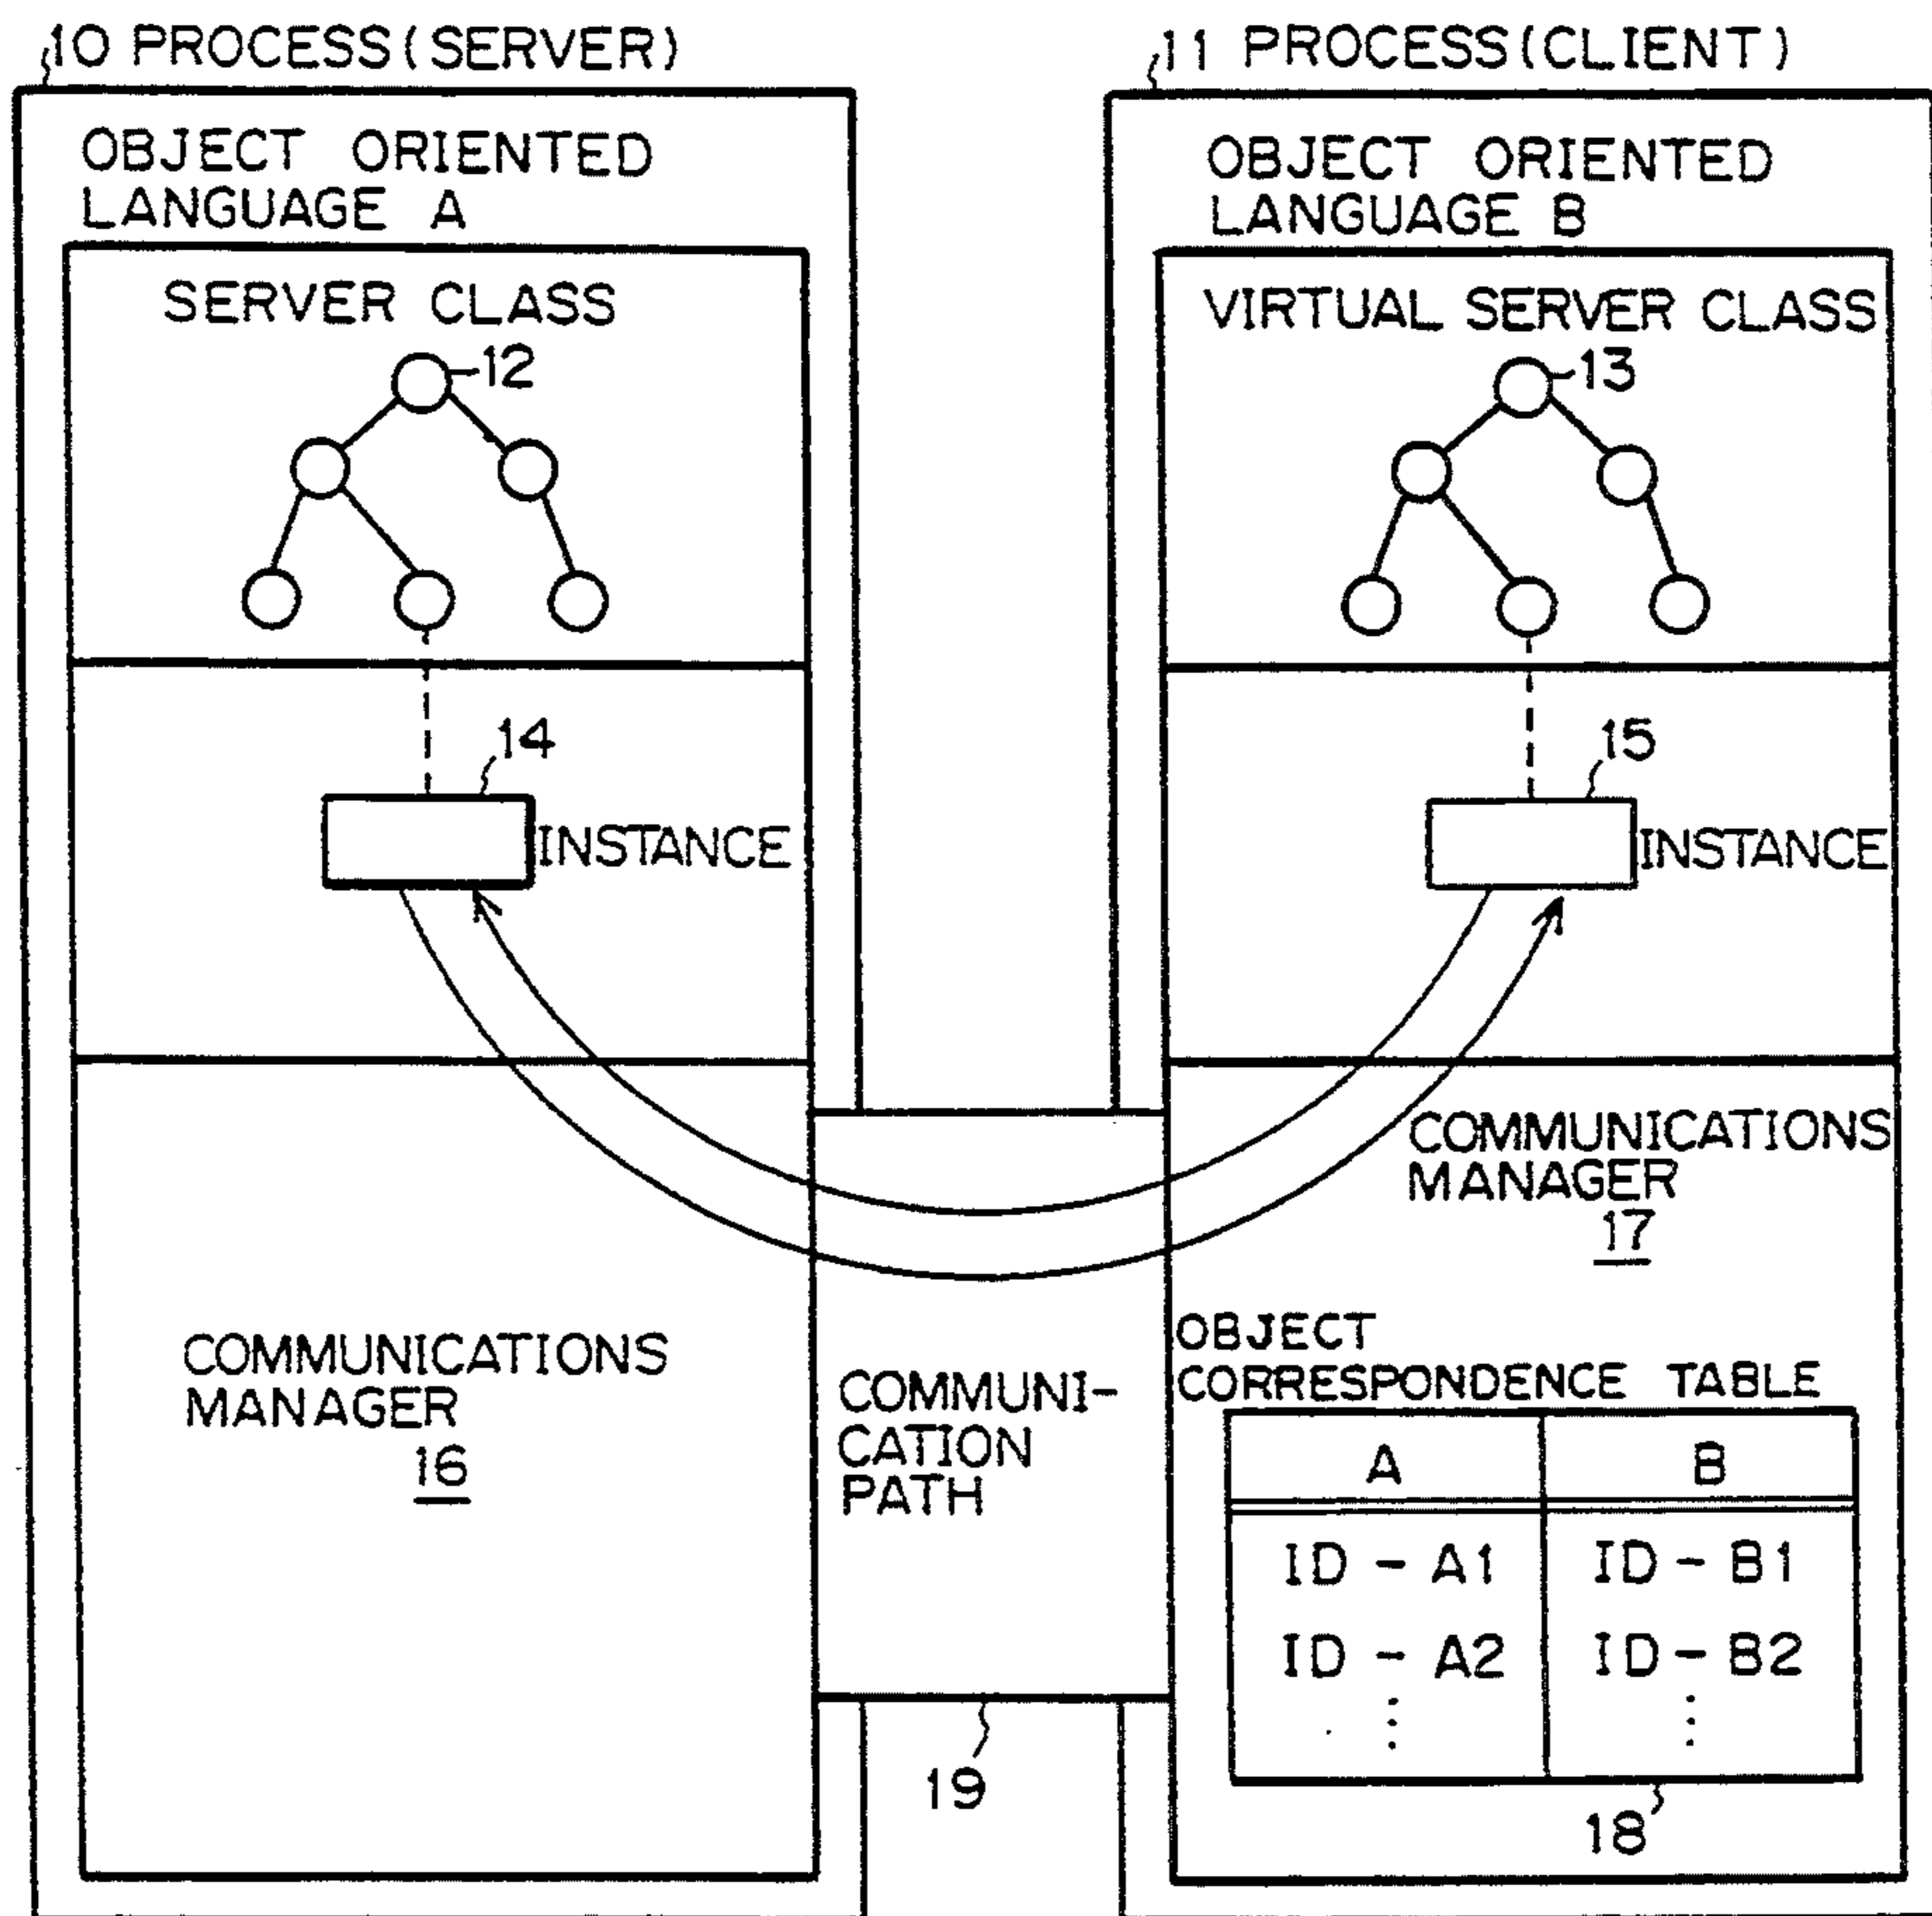 10 PROCESS(SERVER)
OBJECT ORIENTED
LANGUAGE A
SERVER CLASS
12
14
INSTANCE
COMMUNICATIONS
MANAGER
16
COMMUNI-
CATION
PATH
19
11 PROCESS(CLIENT)
OBJECT ORIENTED
LANGUAGE B
VIRTUAL SERVER CLASS
13
15
INSTANCE
COMMUNICATIONS
MANAGER
17
OBJECT
CORRESPONDENCE TABLE
A B
ID - A1 ID - B1
ID - A2 ID - B2
18